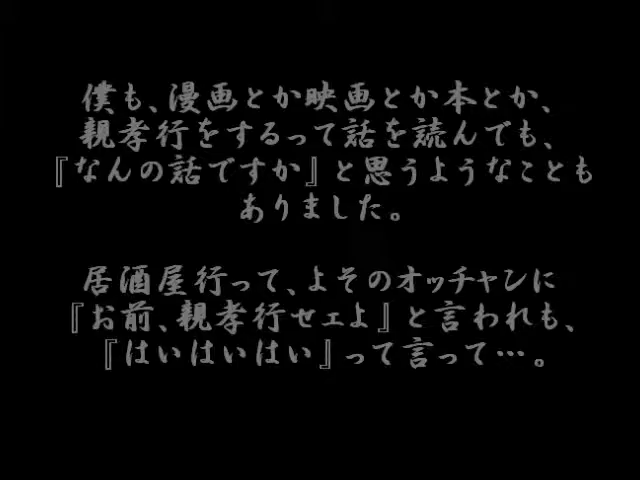 僕も、漫画とか映画とか本とか、
親孝行をするって話を読んでも、
『なんの話ですか』と思うようなことも
ありました。
居酒屋行って、よそのオッチャンに
『お前、親孝行せェよ』と言われも、
『はいはいはい』って言って…。